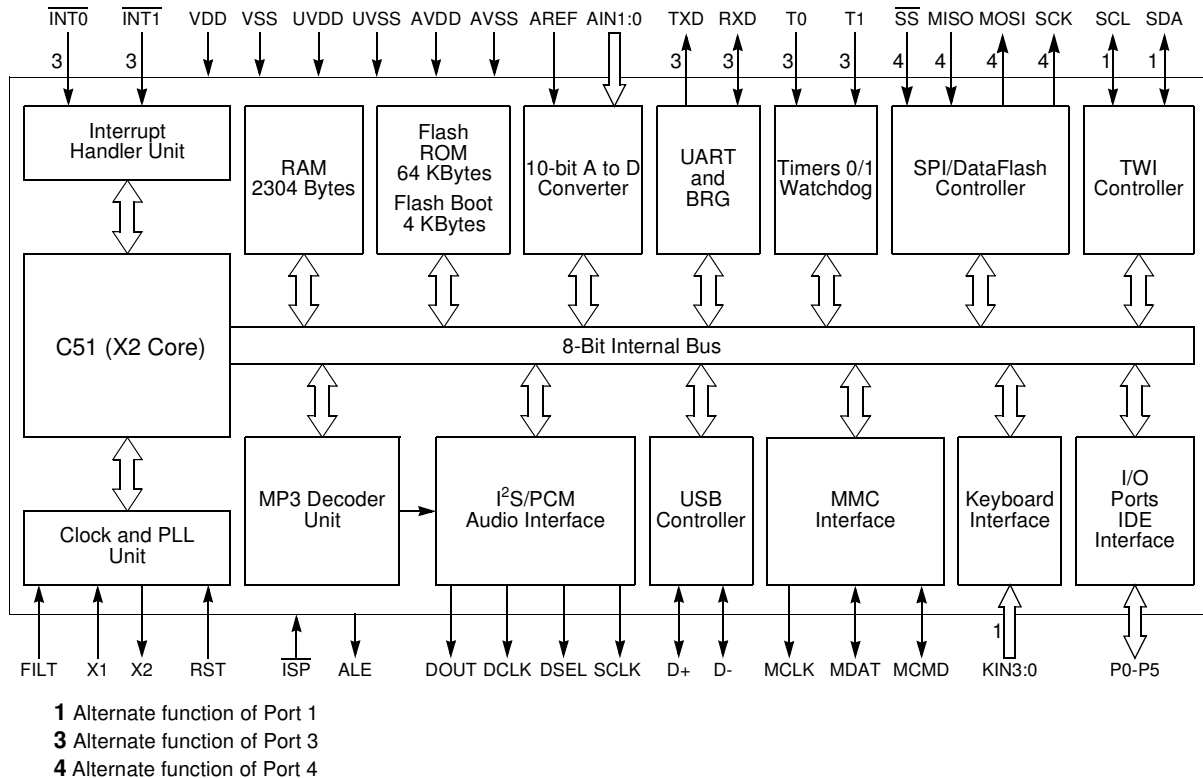 INT0 INT1 VDD VSS UVDD UVSS AVDD AVSS AREF AIN1:0 TXD RXD T0 T1 SS MISO MOSI SCK SCL SDA
3 3 3 3 3 3 4 4 4 4 1 1
Interrupt
Handler Unit
RAM
2304 Bytes
Flash
ROM
64 KBytes
Flash Boot
4 KBytes
10-bit A to D
Converter
UART
and
BRG
Timers 0/1
Watchdog
SPI/DataFlash
Controller
TWI
Controller
C51 (X2 Core)
8-Bit Internal Bus
Clock and PLL
Unit
MP3 Decoder
Unit
I²S/PCM
Audio Interface
USB
Controller
MMC
Interface
Keyboard
Interface
I/O
Ports
IDE
Interface
1
FILT X1 X2 RST ISP ALE DOUT DCLK DSEL SCLK D+ D- MCLK MDAT MCMD KIN3:0 P0-P5
1 Alternate function of Port 1
3 Alternate function of Port 3
4 Alternate function of Port 4